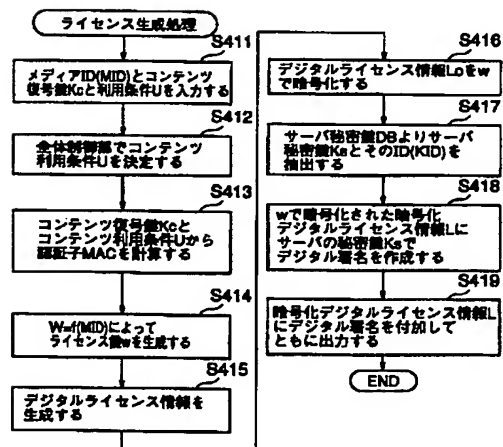 ライセンス生成処理
S411
メディアID(MID)とコンテンツ
復号鍵Kcと利用条件Uを入力する
S412
全体制御部でコンテンツ
利用条件Uを決定する
S413
コンテンツ復号鍵Kcと
コンテンツ利用条件Uから
認証子MACを計算する
S414
W=f(MID)によって
ライセンス鍵wを生成する
S415
デジタルライセンス情報を
生成する
S416
デジタルライセンス情報Loをw
で暗号化する
S417
サーバ秘密鍵DBよりサーバ
秘密鍵KsとそのID(KID)を
抽出する
S418
wで暗号化された暗号化
デジタルライセンス情報Lに
サーバの秘密鍵Ksで
デジタル署名を作成する
S419
暗号化デジタルライセンス情報L
にデジタル署名を付加して
ともに出力する
END